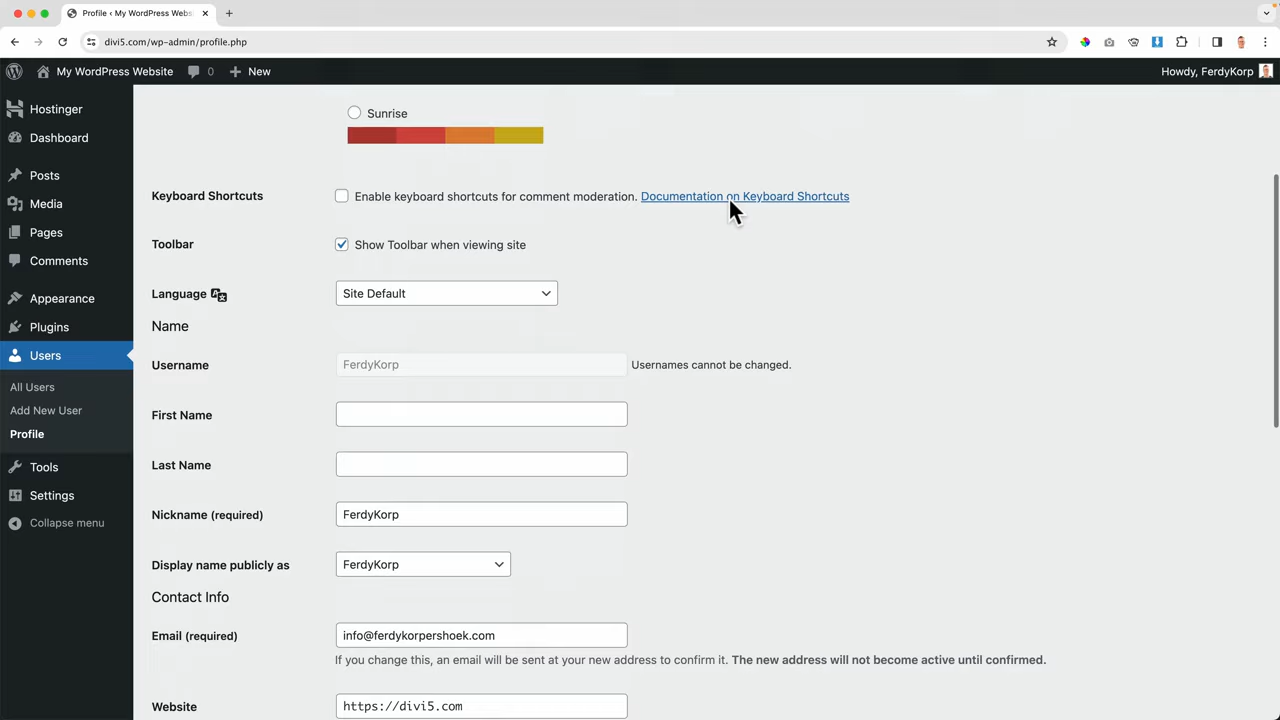 Profile ‹ My WordPress Webs
divi5.com/wp-admin/profile.php
My WordPress Website
0
New
Howdy, FerdyKorp
Hostinger
Dashboard
Posts
Media
Pages
Comments
Appearance
Plugins
Users
All Users
Add New User
Profile
Tools
Settings
Collapse menu
Sunrise
Keyboard Shortcuts
Enable keyboard shortcuts for comment moderation. Documentation on Keyboard Shortcuts
Toolbar
Show Toolbar when viewing site
Language
Site Default
Name
Username
FerdyKorp
Usernames cannot be changed.
First Name
Last Name
Nickname (required)
FerdyKorp
Display name publicly as
FerdyKorp
Contact Info
Email (required)
info@ferdykorpershoek.com
If you change this, an email will be sent at your new address to confirm it. The new address will not become active until confirmed.
Website
https://divi5.com